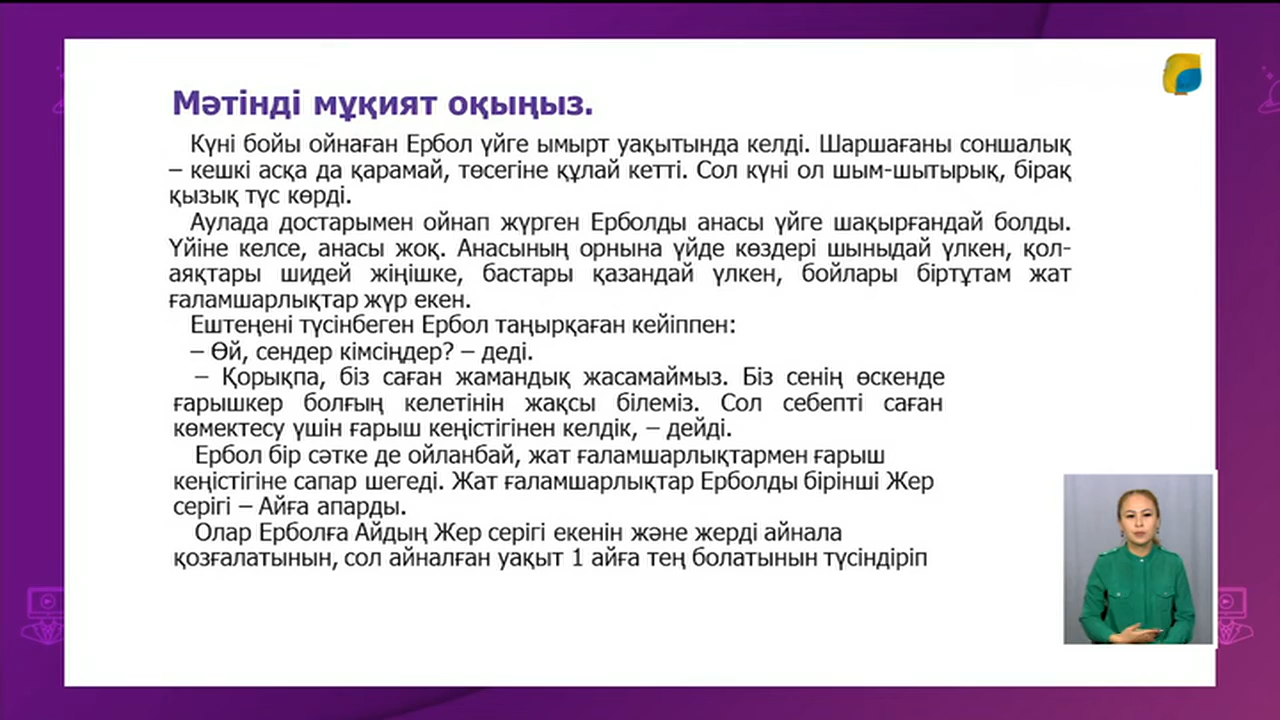 Мәтінді мұқият оқыңыз.
Күні бойы ойнаған Ербол үйге ымырт уақытында келді. Шаршағаны соншалық
– кешкі асқа да қарамай, төсегіне құлай кетті. Сол күні ол шым-шытырық, бірақ
қызық түс көрді.
Аулада достарымен ойнап жүрген Ерболды анасы үйге шақырғандай болды.
Үйіне келсе, анасы жоқ. Анасының орнына үйде көздері шыныдай үлкен, қол-
аяқтары шидей жіңішке, бастары қазандай үлкен, бойлары біртұтам жат
ғаламшарлықтар жүр екен.
Ештеңені түсінбеген Ербол таңырқаған кейіппен:
– Өй, сендер кімсіңдер? – деді.
– Қорықпа, біз саған жамандық жасамаймыз. Біз сенің өскенде
ғарышкер болғың келетінін жақсы білеміз. Сол себепті саған
көмектесу үшін ғарыш кеңістігінен келдік, – дейді.
Ербол бір сәтке де ойланбай, жат ғаламшарлықтармен ғарыш
кеңістігіне сапар шегеді. Жат ғаламшарлықтар Ерболды бірінші Жер
серігі – Айға апарды.
Олар Ерболға Айдың Жер серігі екенін және жерді айнала
қозғалатынын, сол айналған уақыт 1 айға тең болатынын түсіндіріп